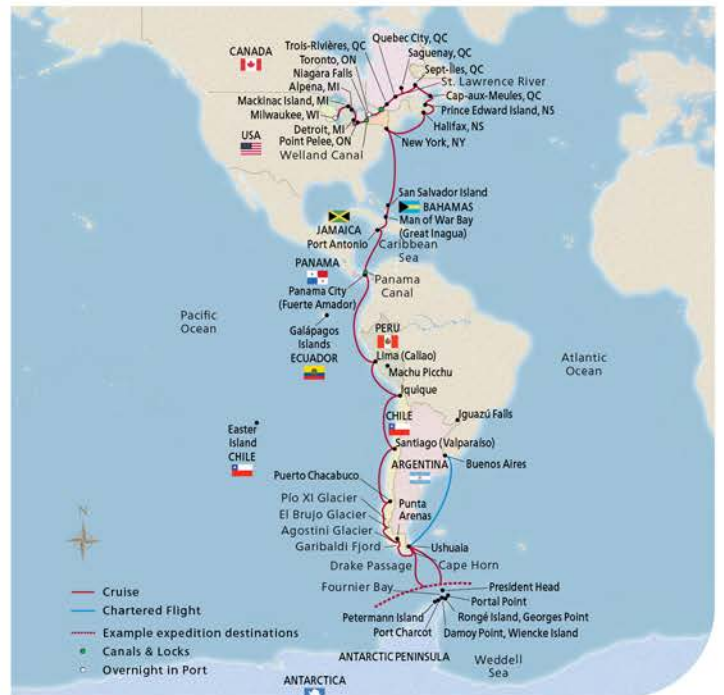 CANADA
Quebec City, QC
Trois-Rivières, QC
Saguenay, QC
Toronto, ON
Niagara Falls
Sept-Îles, QC
Alpena, MI
St. Lawrence River
Mackinac Island, MI
Cap-aux-Meules, QC
Milwaukee, WI
Prince Edward Island, NS
Detroit, MI
Halifax, NS
USA
Point Pelee, ON
New York, NY
Welland Canal
San Salvador Island
BAHAMAS
JAMAICA
Man of War Bay
(Great Inagua)
Port Antonio
Caribbean
Sea
PANAMA
Panama
Canal
Panama City
(Fuerte Amador)
Pacific
Ocean
Galápagos
Islands
ECUADOR
PERU
Lima (Callao)
Machu Picchu
Atlantic
Ocean
Iquique
CHILE
Iguazú Falls
Easter
Island
CHILE
Santiago (Valparaíso)
ARGENTINA
Buenos Aires
Puerto Chacabuco
Pío XI Glacier
Punta
Arenas
El Brujo Glacier
Agostini Glacier
Garibaldi Fjord
Ushuaia
Drake Passage
Cape Horn
Fournier Bay
President Head
Portal Point
Petermann Island
Rongé Island, Georges Point
Port Charcot
Damoy Point, Wiencke Island
ANTARCTIC PENINSULA
Weddell
Sea
ANTARCTICA
N
Cruise
Chartered Flight
Example expedition destinations
Canals & Locks
Overnight in Port